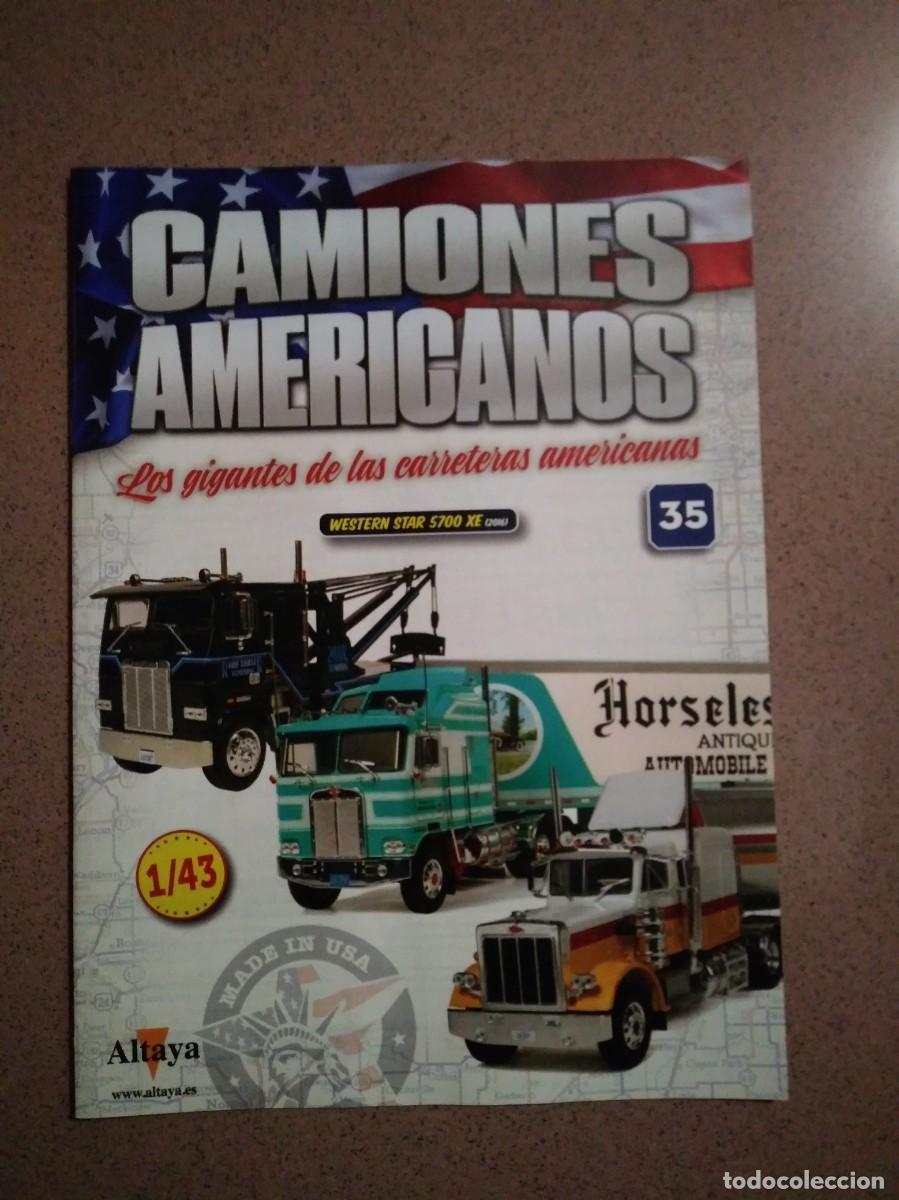 CAMIONES
AMERICANOS
Los gigantes de las carreteras americanas
WESTERN STAR 5700 XE (2016)
35
Horseles
ANTIQU
AUTOMOBILE
1/43
MADE IN USA
Altaya
www.altaya.es
todocoleccion